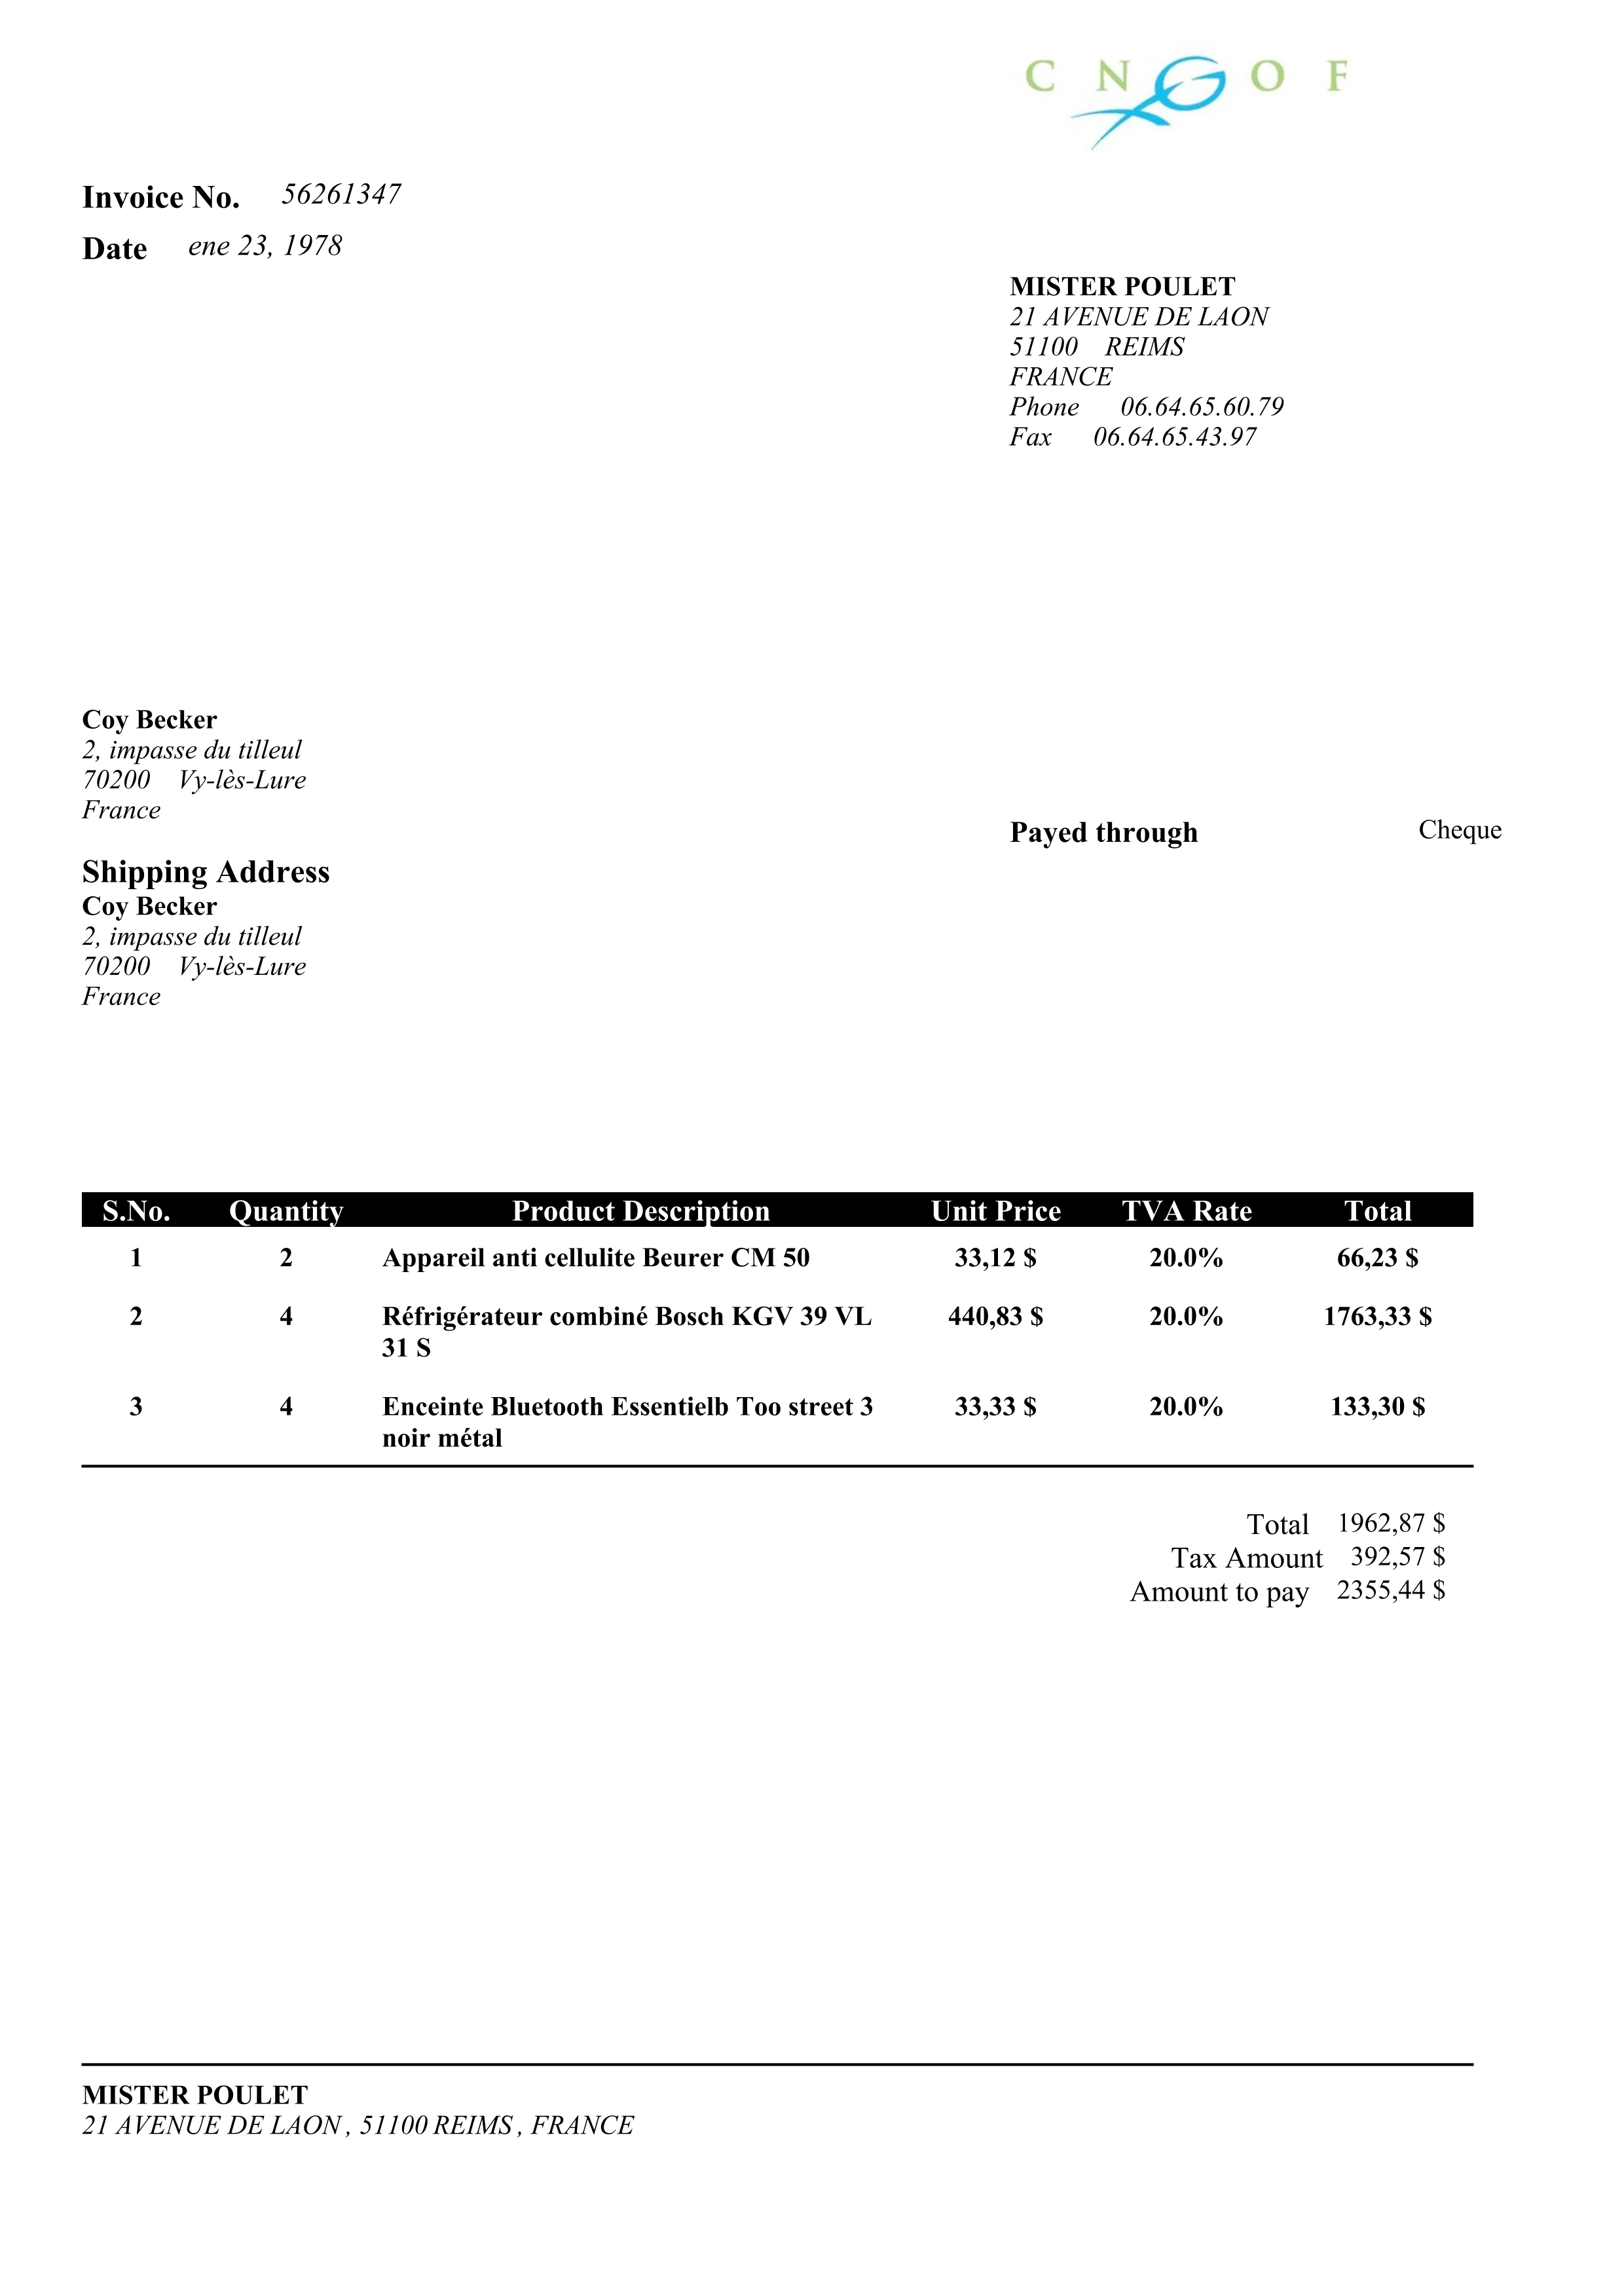 C N G O F
Invoice No. 56261347
Date ene 23, 1978
MISTER POULET
21 AVENUE DE LAON
51100 REIMS
FRANCE
Phone 06.64.65.60.79
Fax 06.64.65.43.97
Coy Becker
2, impasse du tilleul
70200 Vy-lès-Lure
France
Payed through Cheque
Shipping Address
Coy Becker
2, impasse du tilleul
70200 Vy-lès-Lure
France
S.No. Quantity Product Description Unit Price TVA Rate Total
1 2 Appareil anti cellulite Beurer CM 50 33,12 $ 20.0% 66,23 $
2 4 Réfrigérateur combiné Bosch KGV 39 VL 440,83 $ 20.0% 1763,33 $
31 S
3 4 Enceinte Bluetooth Essentielb Too street 3 33,33 $ 20.0% 133,30 $
noir métal
Total 1962,87 $
Tax Amount 392,57 $
Amount to pay 2355,44 $
MISTER POULET
21 AVENUE DE LAON , 51100 REIMS , FRANCE